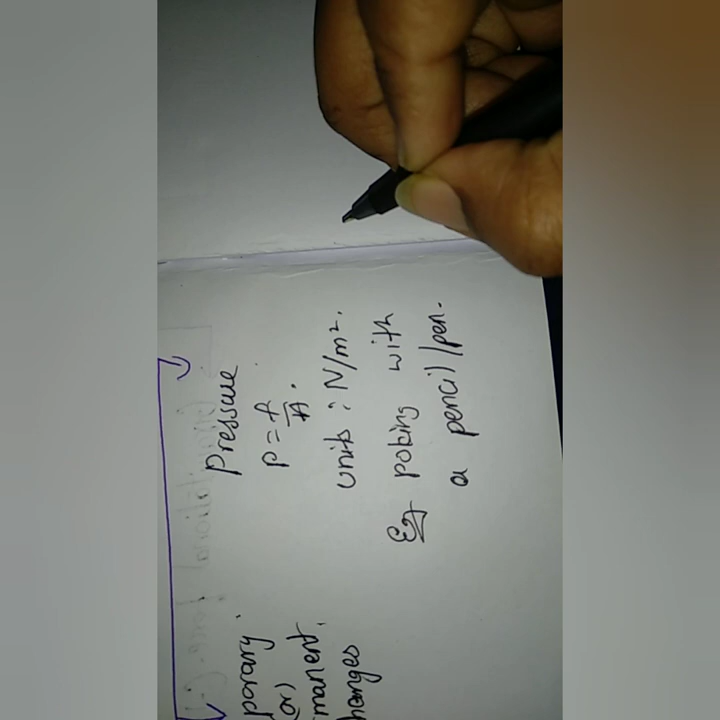 Pressure
P = F/A.
units : N/m².
Eg poking with
a pencil/pen.
porary
(or)
manent
hanges